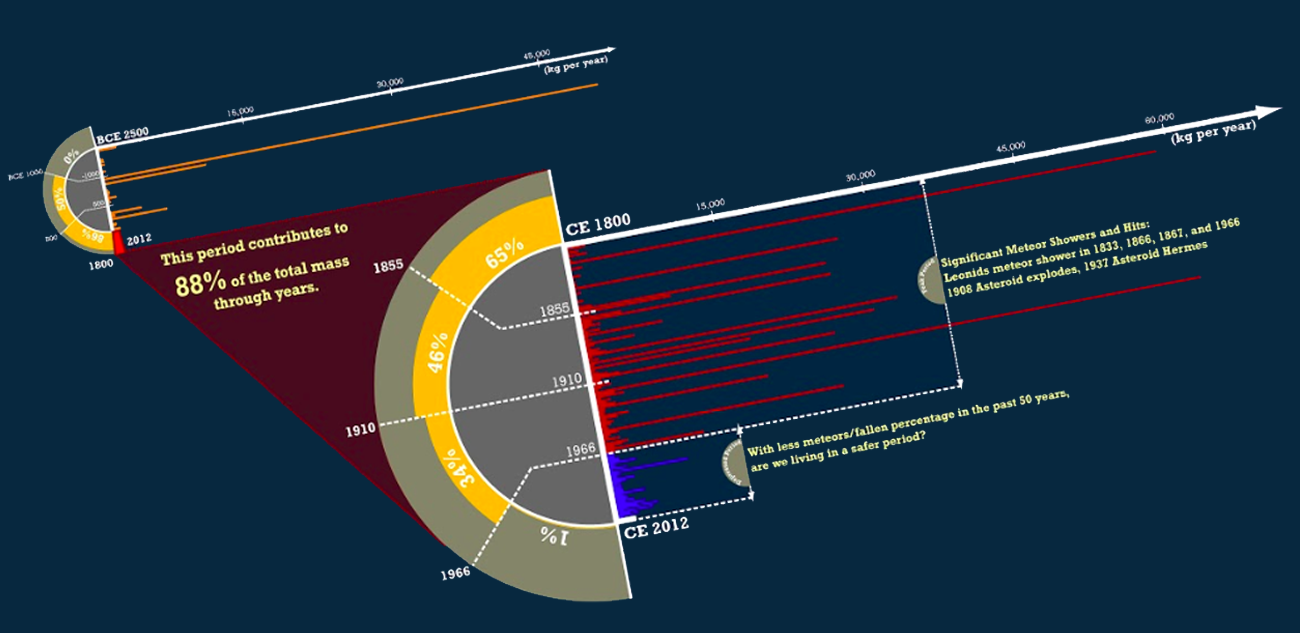 15,000
30,000
45,000
(kg per year)
BCE 2500
0%
BCE 1000
-1000
50%
500
500
86%
2012
1800
This period contributes to
88% of the total mass
through years.
CE 1800
15,000
30,000
45,000
60,000
(kg per year)
65%
1855
1855
46%
1910
1910
34%
1966
1966
1%
CE 2012
Significant Meteor Showers and Hits:
Leonids meteor shower in 1833, 1866, 1867, and 1966
1908 Asteroid explodes, 1937 Asteroid Hermes
With less meteors/fallen percentage in the past 50 years,
are we living in a safer period?